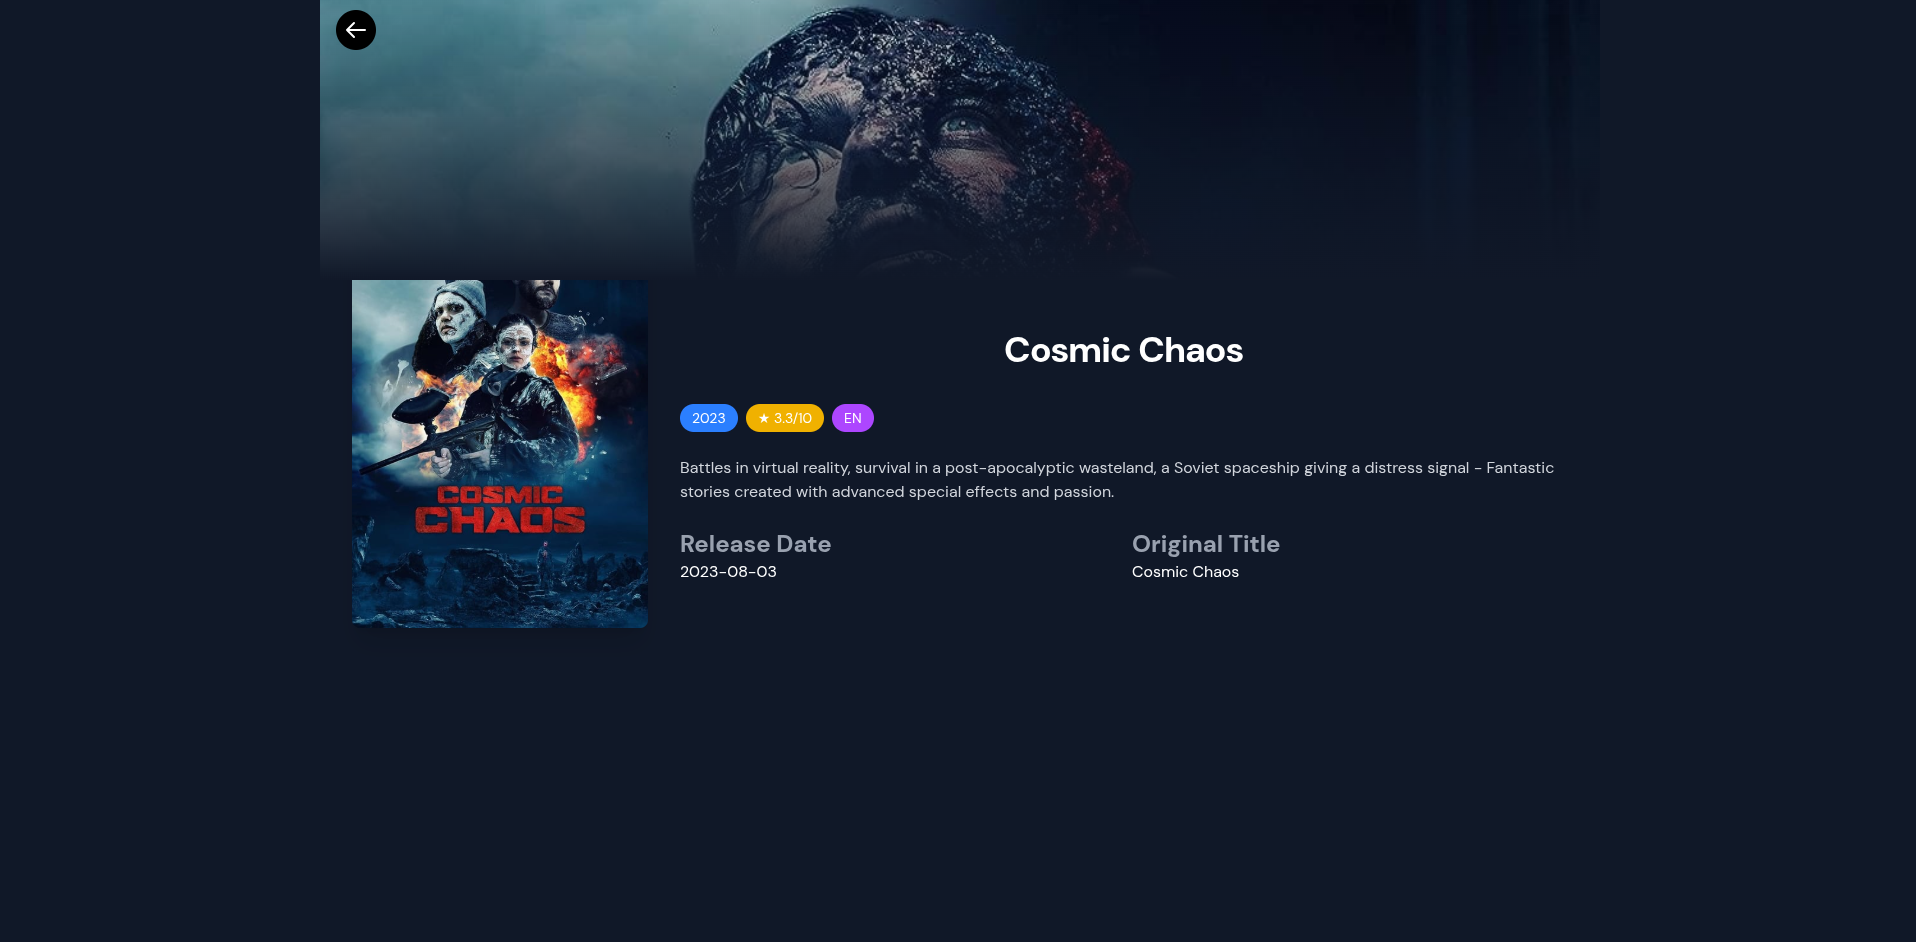 Cosmic Chaos
2023
★ 3.3/10
EN
Battles in virtual reality, survival in a post-apocalyptic wasteland, a Soviet spaceship giving a distress signal - Fantastic
stories created with advanced special effects and passion.
COSMIC
CHAOS
Release Date
2023-08-03
Original Title
Cosmic Chaos